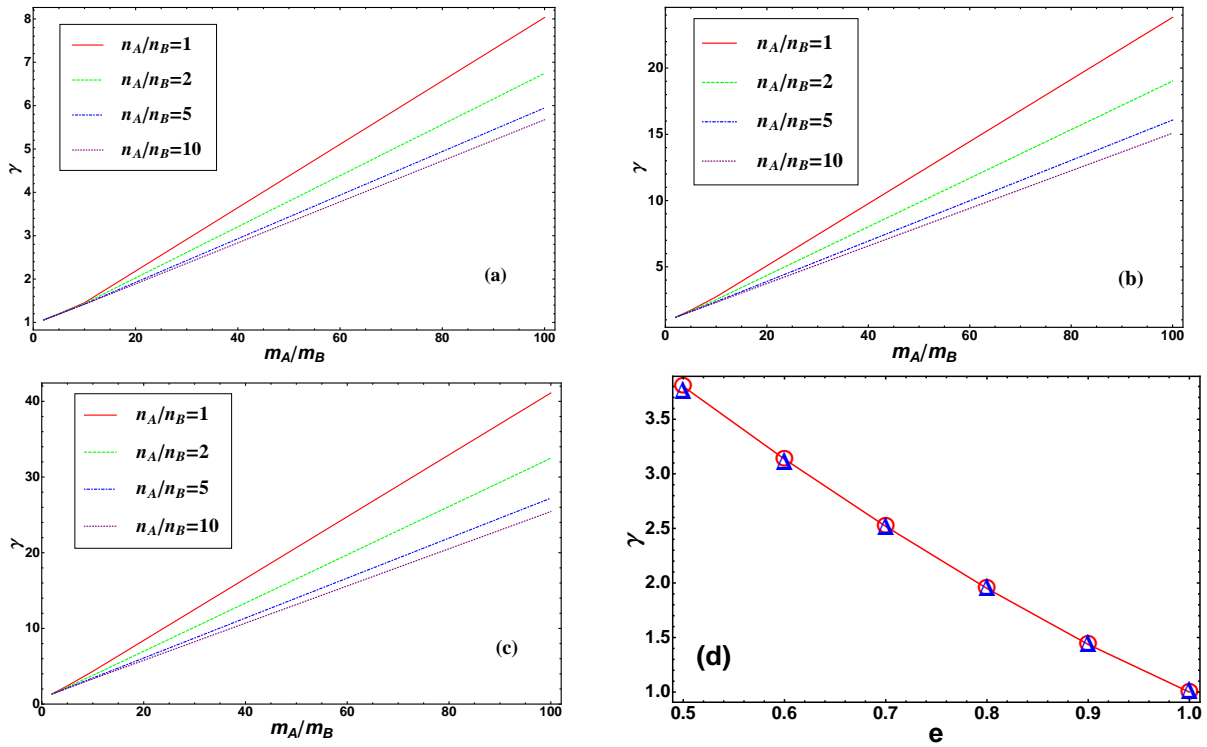 8
7
6
5
4
3
2
1
γ
n_A/n_B=1
n_A/n_B=2
n_A/n_B=5
n_A/n_B=10
(a)
0 20 40 60 80 100
m_A/m_B
20
15
10
5
γ
n_A/n_B=1
n_A/n_B=2
n_A/n_B=5
n_A/n_B=10
(b)
0 20 40 60 80 100
m_A/m_B
40
30
20
10
0
γ
n_A/n_B=1
n_A/n_B=2
n_A/n_B=5
n_A/n_B=10
(c)
0 20 40 60 80 100
m_A/m_B
3.5
3.0
2.5
2.0
1.5
1.0
γ
(d)
0.5 0.6 0.7 0.8 0.9 1.0
e